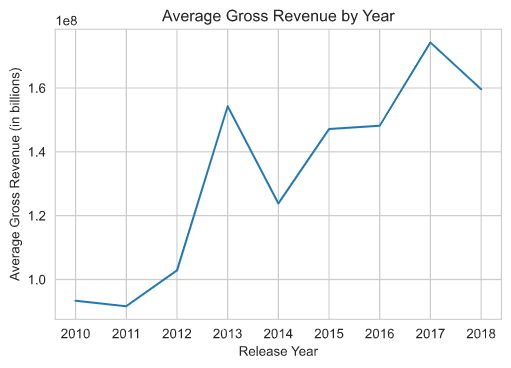 Average Gross Revenue by Year
1e8
Average Gross Revenue (in billions)
1.6
1.4
1.2
1.0
2010 2011 2012 2013 2014 2015 2016 2017 2018
Release Year